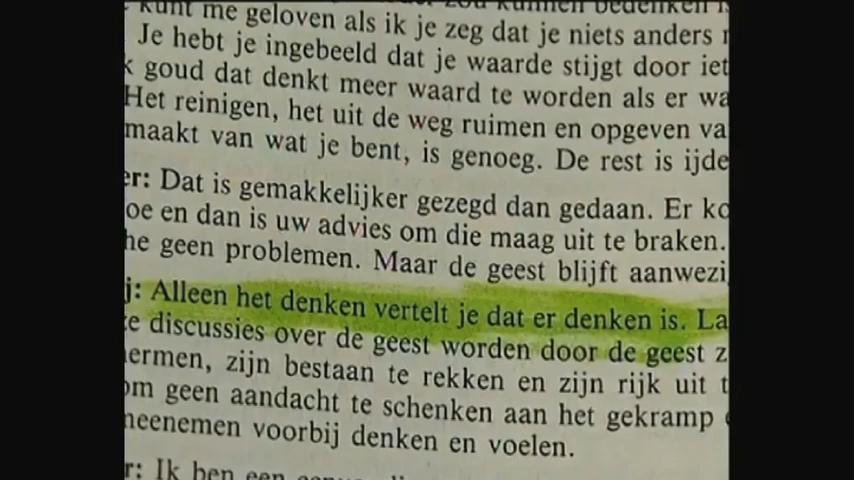 kunt me geloven als ik je zeg dat je niets anders
Je hebt je ingebeeld dat je waarde stijgt door iet
k goud dat denkt meer waard te worden als er wa
Het reinigen, het uit de weg ruimen en opgeven va
maakt van wat je bent, is genoeg. De rest is ijde
er: Dat is gemakkelijker gezegd dan gedaan. Er ko
oe en dan is uw advies om die maag uit te braken.
he geen problemen. Maar de geest blijft aanwezi
j: Alleen het denken vertelt je dat er denken is. La
e discussies over de geest worden door de geest z
ermen, zijn bestaan te rekken en zijn rijk uit t
om geen aandacht te schenken aan het gekramp
meenemen voorbij denken en voelen.
r: Ik ben een